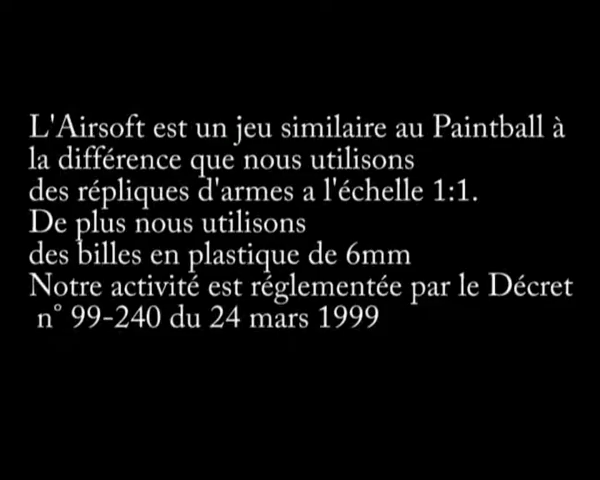 L'Airsoft est un jeu similaire au Paintball à
la différence que nous utilisons
des répliques d'armes a l'échelle 1:1.
De plus nous utilisons
des billes en plastique de 6mm
Notre activité est réglementée par le Décret
n° 99-240 du 24 mars 1999